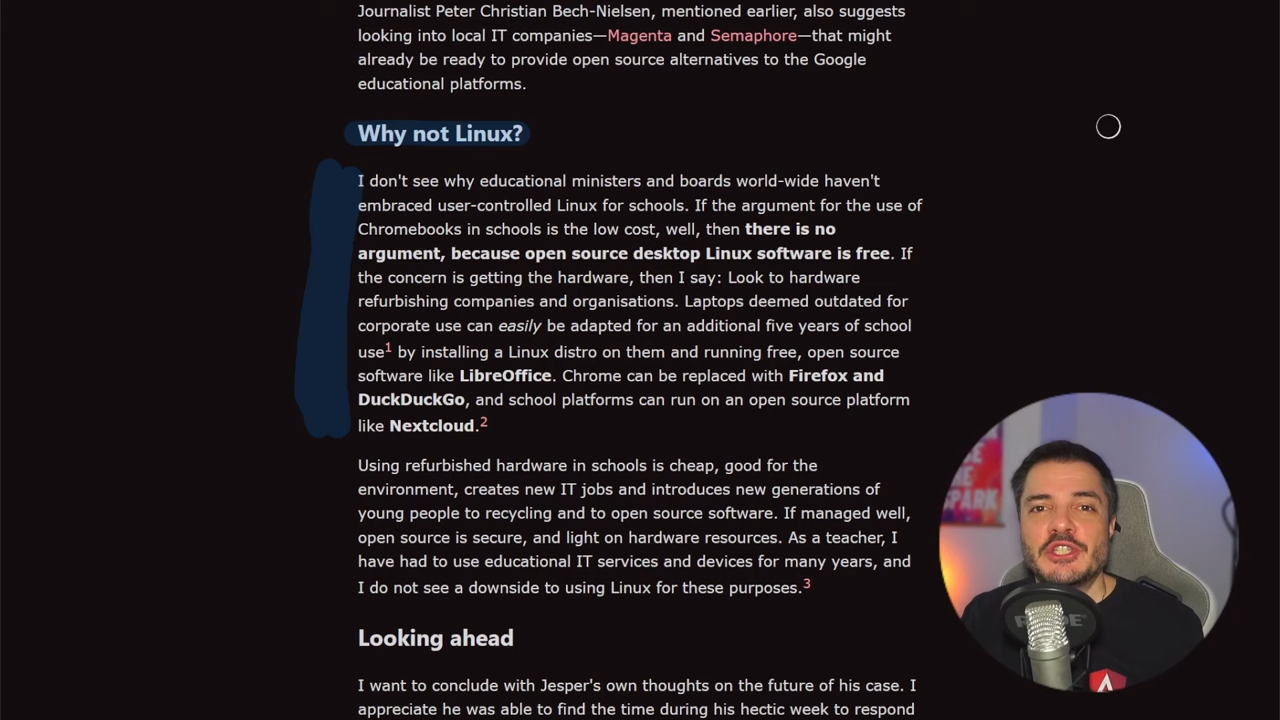 Journalist Peter Christian Bech-Nielsen, mentioned earlier, also suggests
looking into local IT companies—Magenta and Semaphore—that might
already be ready to provide open source alternatives to the Google
educational platforms.
Why not Linux?
I don't see why educational ministers and boards world-wide haven't
embraced user-controlled Linux for schools. If the argument for the use of
Chromebooks in schools is the low cost, well, then there is no
argument, because open source desktop Linux software is free. If
the concern is getting the hardware, then I say: Look to hardware
refurbishing companies and organisations. Laptops deemed outdated for
corporate use can easily be adapted for an additional five years of school
use1 by installing a Linux distro on them and running free, open source
software like LibreOffice. Chrome can be replaced with Firefox and
DuckDuckGo, and school platforms can run on an open source platform
like Nextcloud.2
Using refurbished hardware in schools is cheap, good for the
environment, creates new IT jobs and introduces new generations of
young people to recycling and to open source software. If managed well,
open source is secure, and light on hardware resources. As a teacher, I
have had to use educational IT services and devices for many years, and
I do not see a downside to using Linux for these purposes.3
Looking ahead
I want to conclude with Jesper's own thoughts on the future of his case. I
appreciate he was able to find the time during his hectic week to respond
THE
SPARK